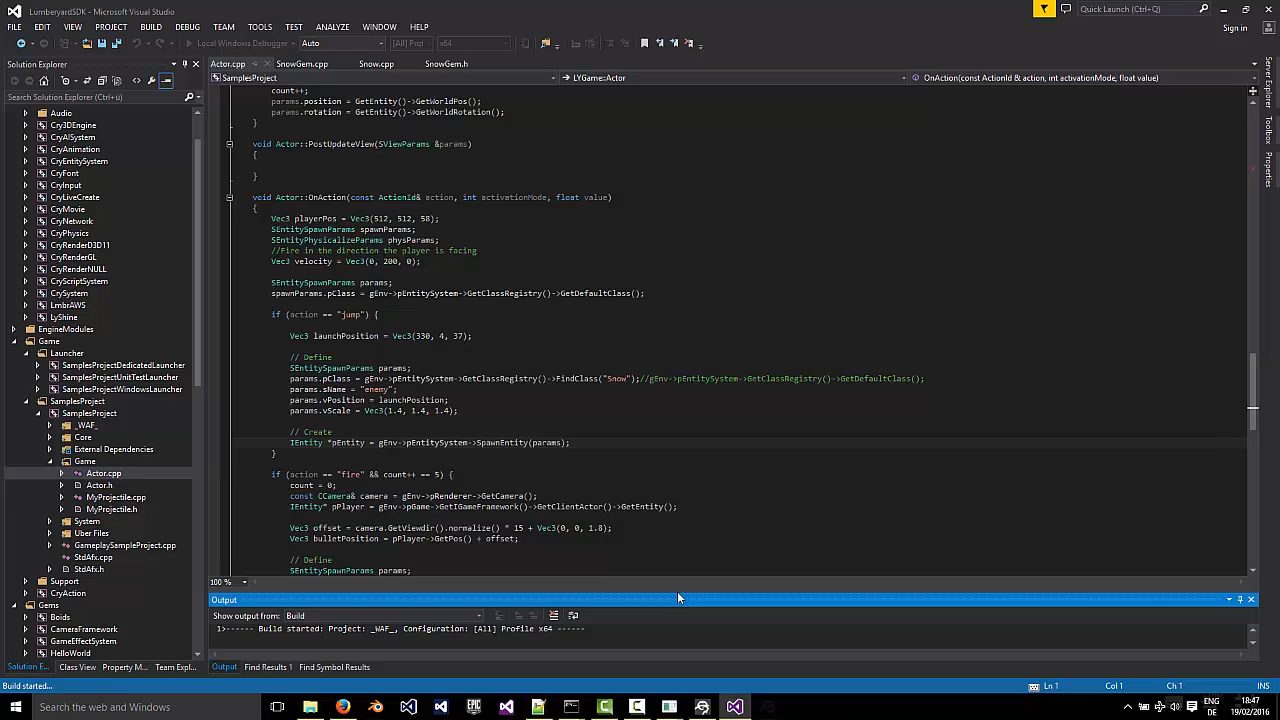 LumberyardSDK - Microsoft Visual Studio
Quick Launch (Ctrl+Q)
FILE EDIT VIEW PROJECT BUILD DEBUG TEAM TOOLS TEST ANALYZE WINDOW HELP
Sign in
Local Windows Debugger Auto [All] Prof x64
Solution Explorer
Actor.cpp SnowGem.cpp Snow.cpp SnowGem.h
SamplesProject LYGame::Actor OnAction(const ActionId & action, int activationMode, float value)
Search Solution Explorer (Ctrl+ü)
Audio
Cry3DEngine
CryAISystem
CryAnimation
CryEntitySystem
CryFont
CryInput
CryLiveCreate
CryMovie
CryNetwork
CryPhysics
CryRenderD3D11
CryRenderGL
CryRenderNULL
CryScriptSystem
CrySystem
LmbrAWS
LyShine
EngineModules
Game
Launcher
SamplesProjectDedicatedLauncher
SamplesProjectUnitTestLauncher
SamplesProjectWindowsLauncher
SamplesProject
SamplesProject
_WAF_
Core
External Dependencies
Game
Actor.cpp
Actor.h
MyProjectile.cpp
MyProjectile.h
System
Uber Files
GameplaySampleProject.cpp
StdAfx.cpp
StdAfx.h
Support
CryAction
Gems
Boids
CameraFramework
GameEffectSystem
HelloWorld
Solution E... Class View Property M... Team Expl...
count++;
params.position = GetEntity()->GetWorldPos();
params.rotation = GetEntity()->GetWorldRotation();
}
void Actor::PostUpdateView(SViewParams &params)
{
}
void Actor::OnAction(const ActionId& action, int activationMode, float value)
{
Vec3 playerPos = Vec3(512, 512, 58);
SEntitySpawnParams spawnParams;
SEntityPhysicalizeParams physParams;
//Fire in the direction the player is facing
Vec3 velocity = Vec3(0, 200, 0);
SEntitySpawnParams params;
spawnParams.pClass = gEnv->pEntitySystem->GetClassRegistry()->GetDefaultClass();
if (action == "jump") {
Vec3 launchPosition = Vec3(330, 4, 37);
// Define
SEntitySpawnParams params;
params.pClass = gEnv->pEntitySystem->GetClassRegistry()->FindClass("Snow");//gEnv->pEntitySystem->GetClassRegistry()->GetDefaultClass();
params.sName = "enemy";
params.vPosition = launchPosition;
params.vScale = Vec3(1.4, 1.4, 1.4);
// Create
IEntity *pEntity = gEnv->pEntitySystem->SpawnEntity(params);
}
if (action == "fire" && count++ == 5) {
count = 0;
const CCamera& camera = gEnv->pRenderer->GetCamera();
IEntity* pPlayer = gEnv->pGame->GetIGameFramework()->GetClientActor()->GetEntity();
Vec3 offset = camera.GetViewdir().normalize() * 15 + Vec3(0, 0, 1.8);
Vec3 bulletPosition = pPlayer->GetPos() + offset;
// Define
SEntitySpawnParams params;
100 %
Output
Show output from: Build
1>------ Build started: Project: _WAF_, Configuration: [All] Profile x64 ------
Output Find Results 1 Find Symbol Results
Server Explorer
Toolbox
Properties
Build started... Ln 1 Col 1 Ch 1 INS
Search the Web and Windows
ENG
DE
18:47
19/02/2016